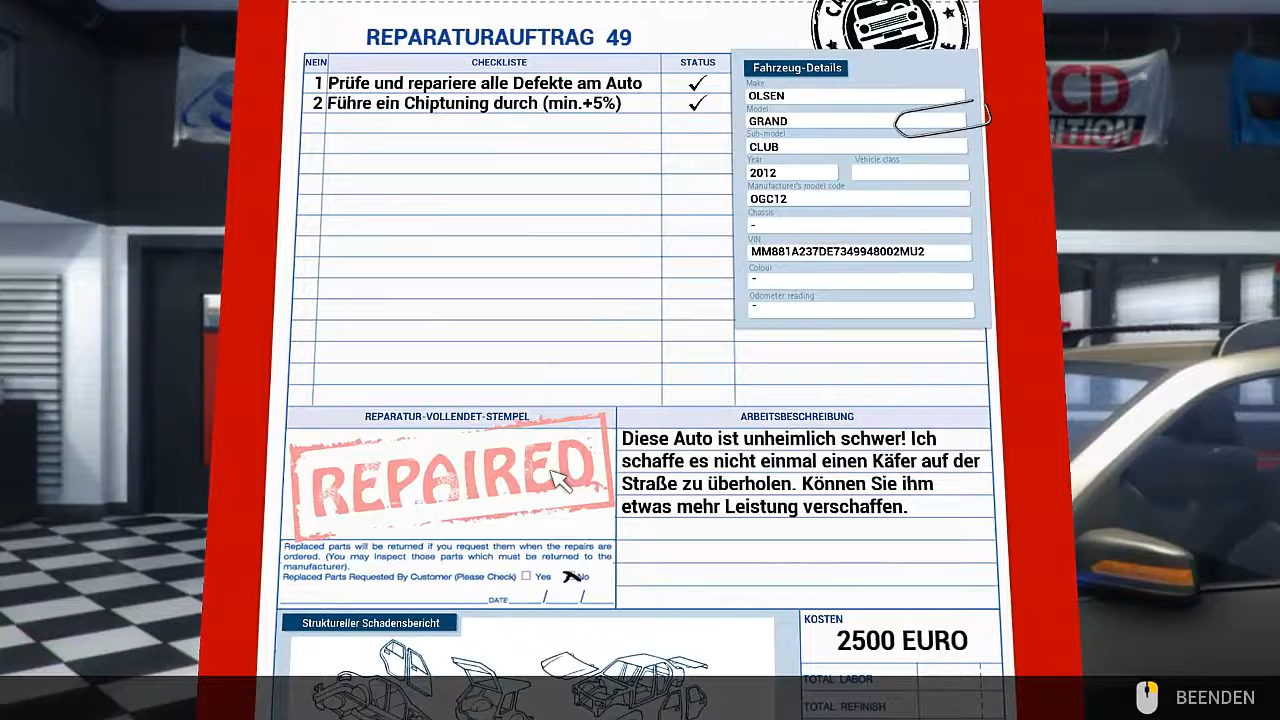 REPARATURAUFTRAG 49
NEIN CHECKLISTE STATUS
1 Prüfe und repariere alle Defekte am Auto ✓
2 Führe ein Chiptuning durch (min.+5%) ✓
Fahrzeug-Details
Make
OLSEN
Model
GRAND
Sub-model
CLUB
Year Vehicle class
2012
Manufacturer's model code
OGC12
Chassis
-
VIN
MM881A237DE7349948002MU2
Colour
-
Odometer reading
-
REPARATUR-VOLLENDET-STEMPEL
REPAIRED
Replaced parts will be returned if you request them when the repairs are
ordered. (You may inspect those parts which must be returned to the
manufacturer).
Replaced Parts Requested By Customer (Please Check) Yes No
DATE / /
ARBEITSBESCHREIBUNG
Diese Auto ist unheimlich schwer! Ich
schaffe es nicht einmal einen Käfer auf der
Straße zu überholen. Können Sie ihm
etwas mehr Leistung verschaffen.
Struktureller Schadensbericht
KOSTEN
2500 EURO
TOTAL LABOR
TOTAL REFINISH
BEENDEN